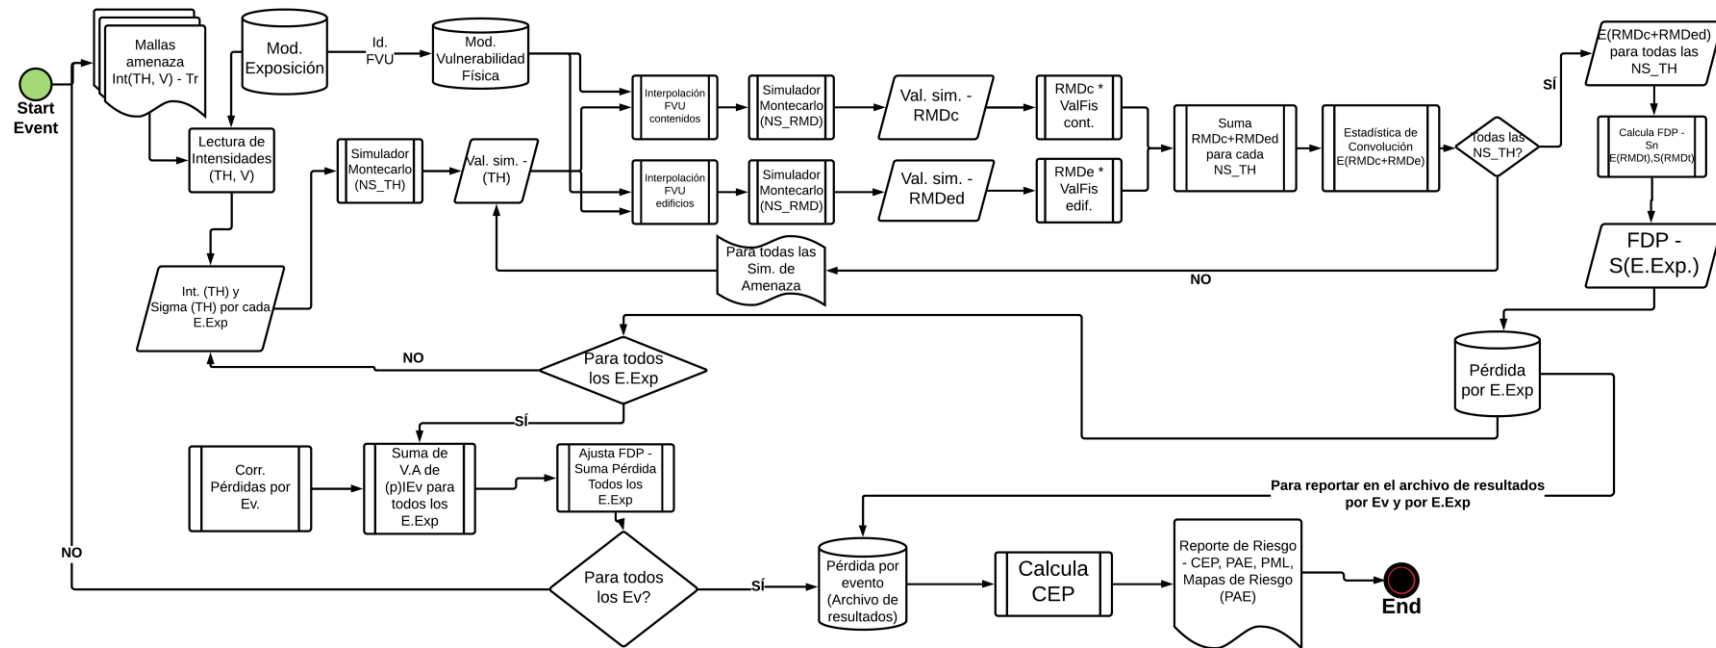 Start
Event
Mallas
amenaza
Int(TH, V) - Tr
Mod.
Exposición
Id.
FVU
Mod.
Vulnerabilidad
Física
Lectura de
Intensidades
(TH, V)
Int. (TH) y
Sigma (TH) por cada
E.Exp
Simulador
Montecarlo
(NS_TH)
Val. sim. -
(TH)
Interpolación
FVU
contenidos
Simulador
Montecarlo
(NS_RMD)
Val. sim. -
RMDc
RMDc *
ValFis
cont.
Interpolación
FVU
edificios
Simulador
Montecarlo
(NS_RMD)
Val. sim. -
RMDed
RMDe *
ValFis
edif.
Suma
RMDc+RMDed
para cada
NS_TH
Estadística de
Convolución
E(RMDc+RMDe)
Todas las
NS_TH?
SÍ
E(RMDc+RMDed)
para todas las
NS_TH
Calcula FDP -
Sn
E(RMDt),S(RMDt)
FDP -
S(E.Exp.)
NO
Para todas las
Sim. de
Amenaza
Pérdida
por E.Exp
Para todos
los E.Exp
NO
SÍ
Corr.
Pérdidas por
Ev.
Suma de
V.A de
(p)IEv para
todos los
E.Exp
Ajusta FDP -
Suma Pérdida
Todos los
E.Exp
Para reportar en el archivo de resultados
por Ev y por E.Exp
NO
Para todos
los Ev?
SÍ
Pérdida por
evento
(Archivo de
resultados)
Calcula
CEP
Reporte de Riesgo
- CEP, PAE, PML,
Mapas de Riesgo
(PAE)
End